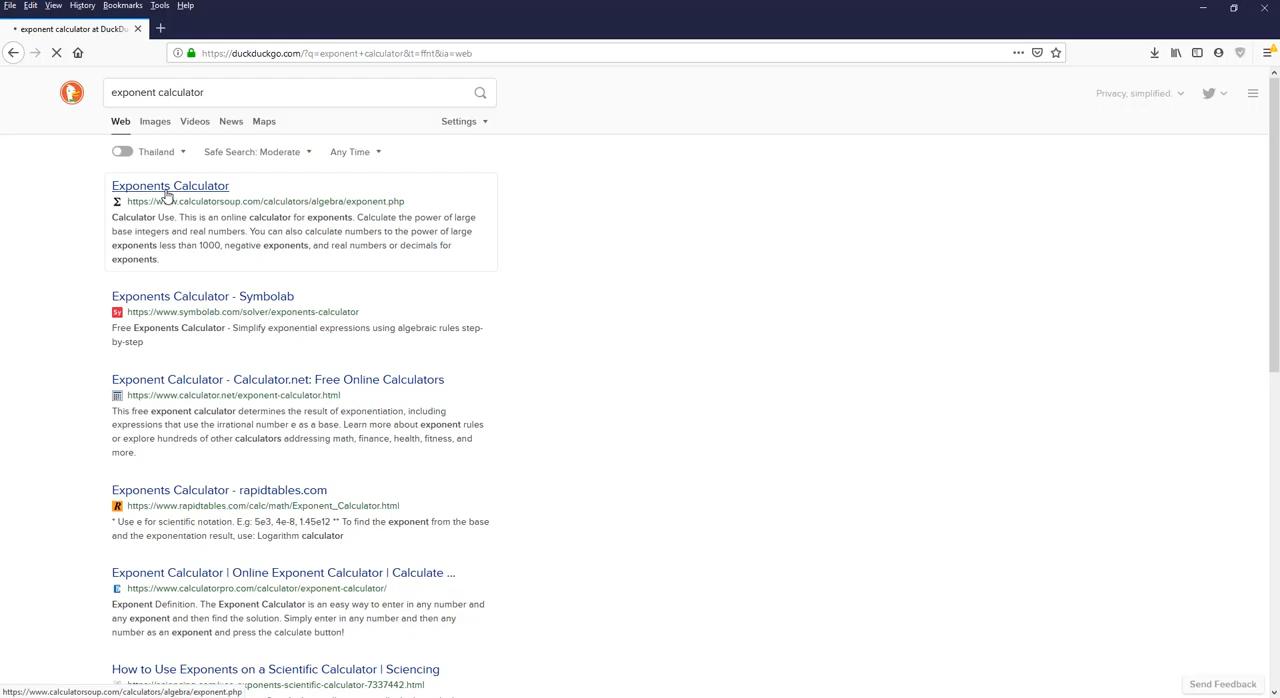 File Edit View History Bookmarks Tools Help
exponent calculator at DuckDu
https://duckduckgo.com/?q=exponent+calculator&t=ffnt&ia=web
exponent calculator
Privacy, simplified.
Web Images Videos News Maps Settings
Thailand Safe Search: Moderate Any Time
Exponents Calculator
https://www.calculatorsoup.com/calculators/algebra/exponent.php
Calculator Use. This is an online calculator for exponents. Calculate the power of large
base integers and real numbers. You can also calculate numbers to the power of large
exponents less than 1000, negative exponents, and real numbers or decimals for
exponents.
Exponents Calculator - Symbolab
Sy https://www.symbolab.com/solver/exponents-calculator
Free Exponents Calculator - Simplify exponential expressions using algebraic rules step-
by-step
Exponent Calculator - Calculator.net: Free Online Calculators
https://www.calculator.net/exponent-calculator.html
This free exponent calculator determines the result of exponentiation, including
expressions that use the irrational number e as a base. Learn more about exponent rules
or explore hundreds of other calculators addressing math, finance, health, fitness, and
more.
Exponents Calculator - rapidtables.com
R https://www.rapidtables.com/calc/math/Exponent_Calculator.html
* Use e for scientific notation. E.g: 5e3, 4e-8, 1.45e12 ** To find the exponent from the base
and the exponentation result, use: Logarithm calculator
Exponent Calculator | Online Exponent Calculator | Calculate ...
https://www.calculatorpro.com/calculator/exponent-calculator/
Exponent Definition. The Exponent Calculator is an easy way to enter in any number and
any exponent and then find the solution. Simply enter in any number and then any
number as an exponent and press the calculate button!
How to Use Exponents on a Scientific Calculator | Sciencing
exponents-scientific-calculator-7337442.html
Send Feedback
https://www.calculatorsoup.com/calculators/algebra/exponent.php